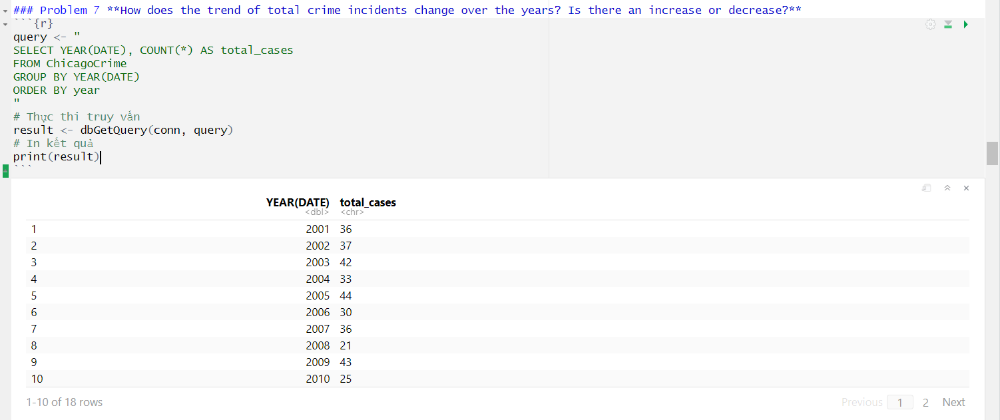 ### Problem 7 **How does the trend of total crime incidents change over the years? Is there an increase or decrease?**
```{r}
query <- "
SELECT YEAR(DATE), COUNT(*) AS total_cases
FROM ChicagoCrime
GROUP BY YEAR(DATE)
ORDER BY year
"
# Thực thi truy vấn
result <- dbGetQuery(conn, query)
# In kết quả
print(result)
```
YEAR(DATE) total_cases
<dbl> <chr>
1 2001 36
2 2002 37
3 2003 42
4 2004 33
5 2005 44
6 2006 30
7 2007 36
8 2008 21
9 2009 43
10 2010 25
1-10 of 18 rows Previous 1 2 Next